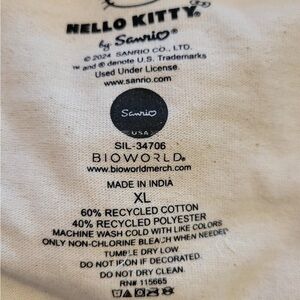 HELLO KITTY®
by Sanrio®
© 2024 SANRIO CO., LTD.
™ and ® denote U.S. Trademarks
Used Under License.
www.sanrio.com
Sanrio
USA
SIL-34706
BIOWORLD®
www.bioworldmerch.com
MADE IN INDIA
XL
60% RECYCLED COTTON
40% RECYCLED POLYESTER
MACHINE WASH COLD WITH LIKE COLORS
ONLY NON-CHLORINE BLEACH WHEN NEEDED
TUMBLE DRY LOW
DO NOT IRON IF DECORATED
DO NOT DRY CLEAN
RN# 115665